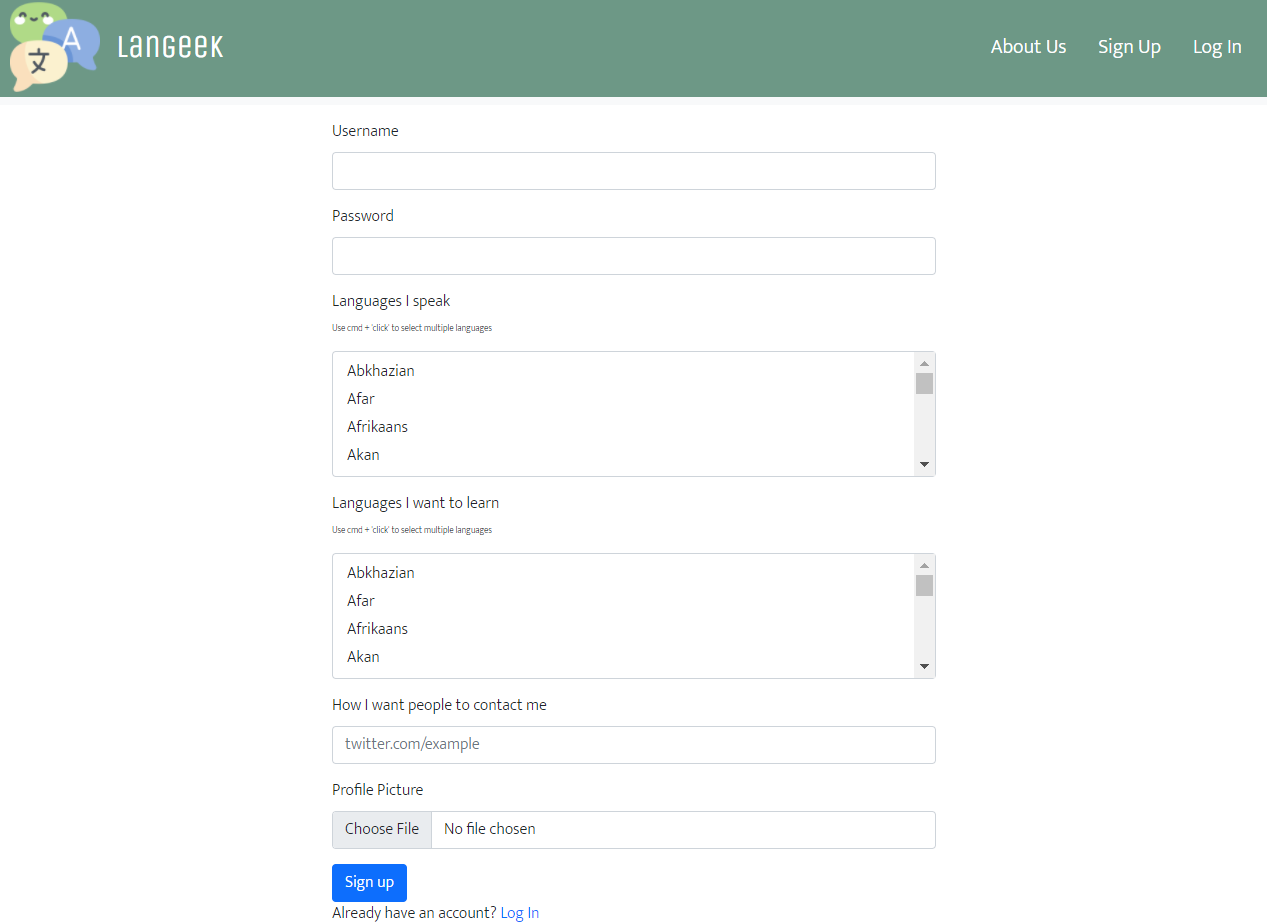 文 A LanGeek About Us Sign Up Log In
Username
Password
Languages I speak
Use cmd + 'click' to select multiple languages
Abkhazian
Afar
Afrikaans
Akan
Languages I want to learn
Use cmd + 'click' to select multiple languages
Abkhazian
Afar
Afrikaans
Akan
How I want people to contact me
twitter.com/example
Profile Picture
Choose File No file chosen
Sign up
Already have an account? Log In